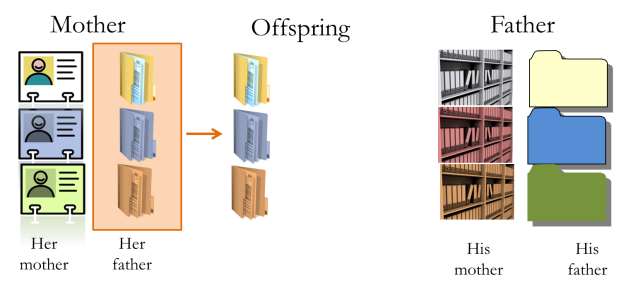 Mother
Offspring
Father
Her
mother
Her
father
His
mother
His
father